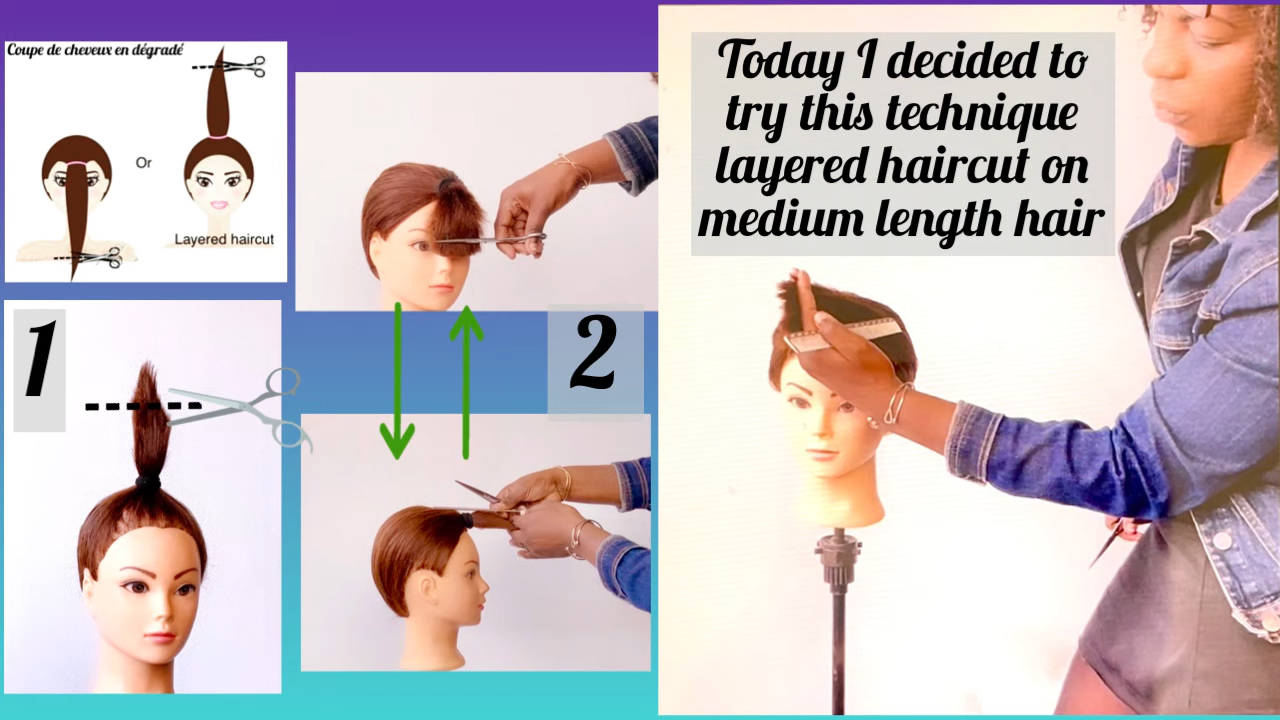 Coupe de cheveux en dégradé
Or
Layered haircut
1
2
Today I decided to
try this technique
layered haircut on
medium length hair